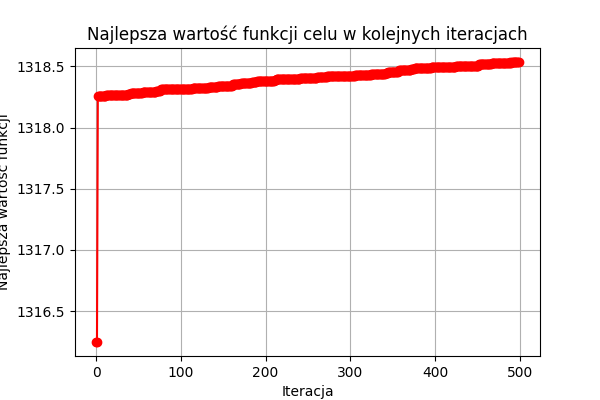 Najlepsza wartość funkcji celu w kolejnych iteracjach
Najlepsza wartość funkcji
1318.5
1318.0
1317.5
1317.0
1316.5
0 100 200 300 400 500
Iteracja